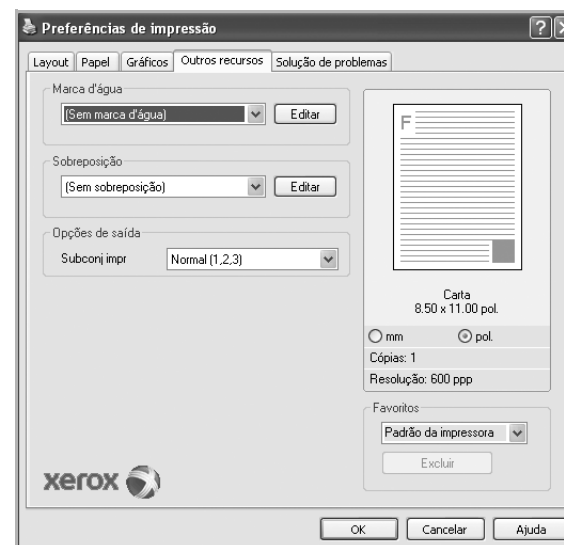 Preferências de impressão
Layout Papel Gráficos Outros recursos Solução de problemas
Marca d'água
(Sem marca d'água) Editar
Sobreposição
(Sem sobreposição) Editar
Opções de saída
Subconj impr Normal (1,2,3)
F
Carta
8.50 x 11.00 pol.
mm pol.
Cópias: 1
Resolução: 600 ppp
Favoritos
Padrão da impressora
Excluir
xerox
OK Cancelar Ajuda